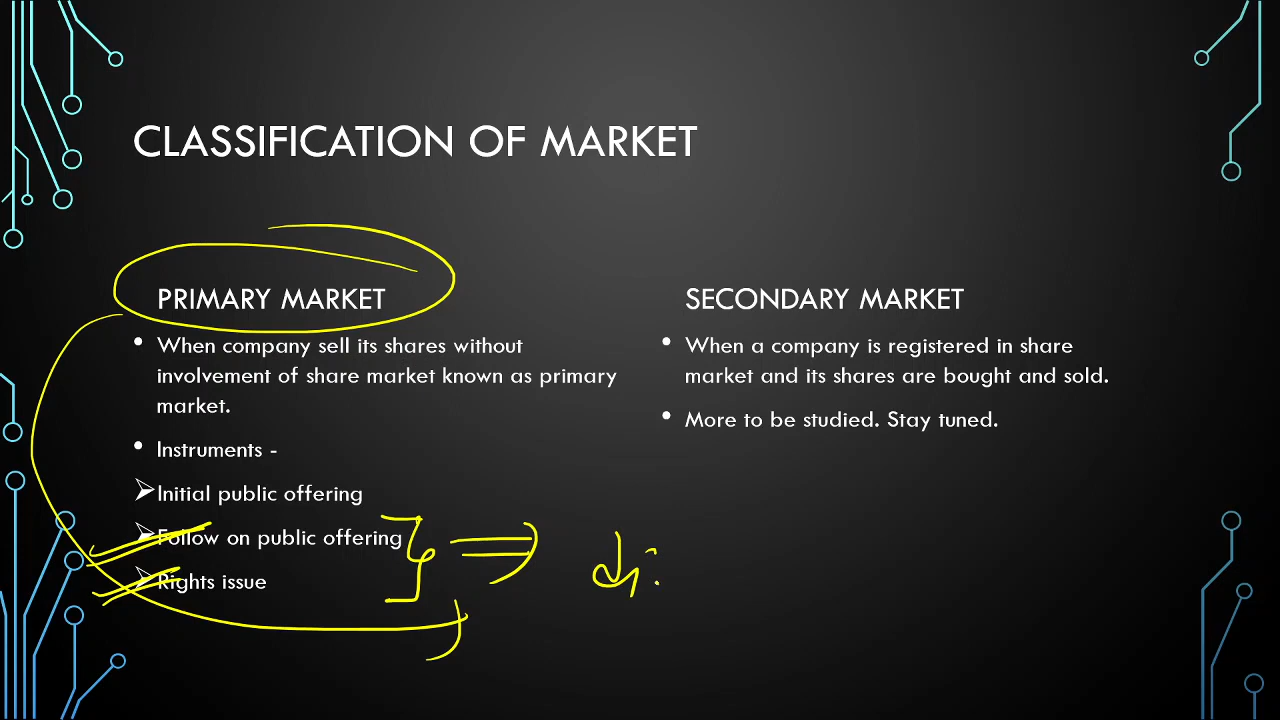 CLASSIFICATION OF MARKET
PRIMARY MARKET
• When company sell its shares without
involvement of share market known as primary
market.
• Instruments -
➢Initial public offering
➢Follow on public offering
➢Rights issue
SECONDARY MARKET
• When a company is registered in share
market and its shares are bought and sold.
• More to be studied. Stay tuned.